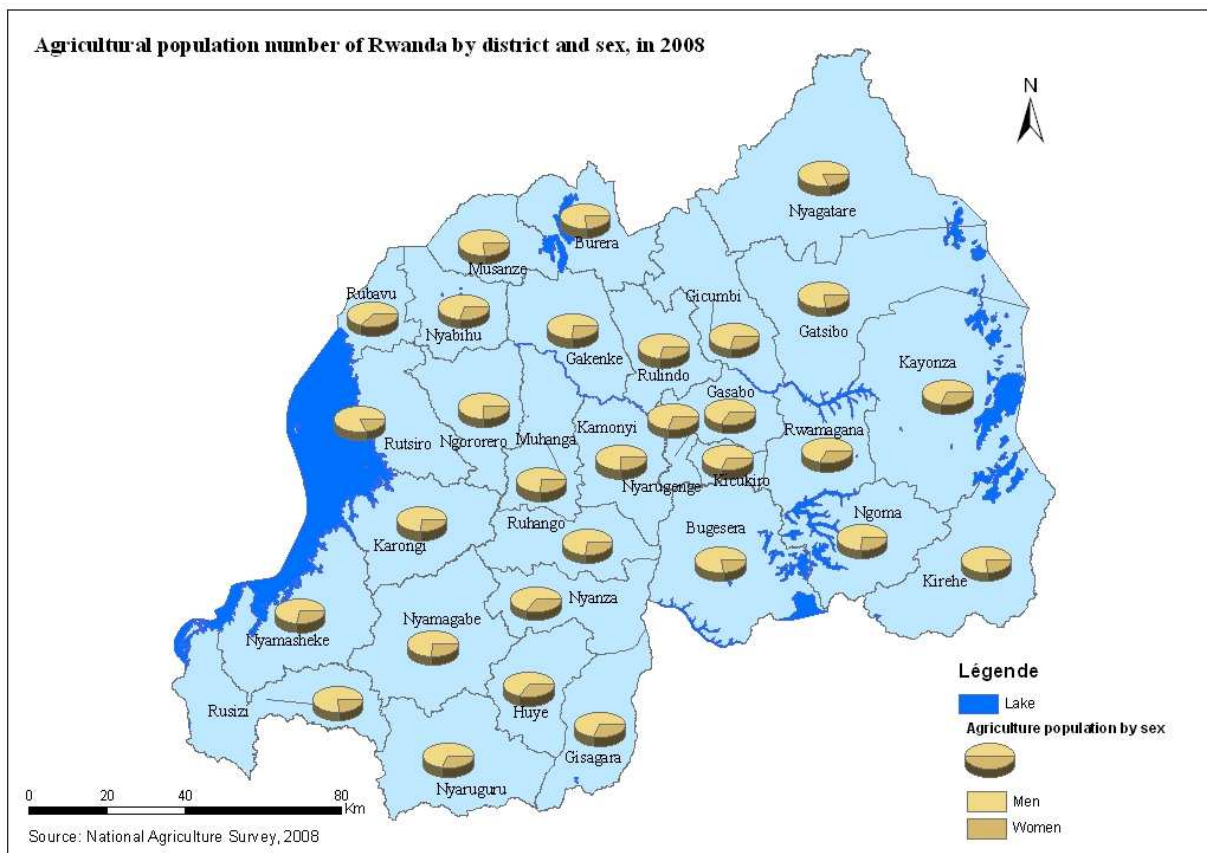 Agricultural population number of Rwanda by district and sex, in 2008
N
Nyagatare
Burera
Musanze
Rubavu
Gicumbi
Nyabihu
Gatsibo
Gakenke
Rulindo
Kayonza
Gasabo
Rutsiro
Ngororero
Muhanga
Kamonyi
Rwamagana
Nyarugenge
Kicukiro
Ruhango
Bugesera
Ngoma
Karongi
Kirehe
Nyanza
Nyamagabe
Nyamasheke
Rusizi
Huye
Gisagara
Nyaruguru
Légende
Lake
Agriculture population by sex
Men
Women
0 20 40 80
Km
Source: National Agriculture Survey, 2008